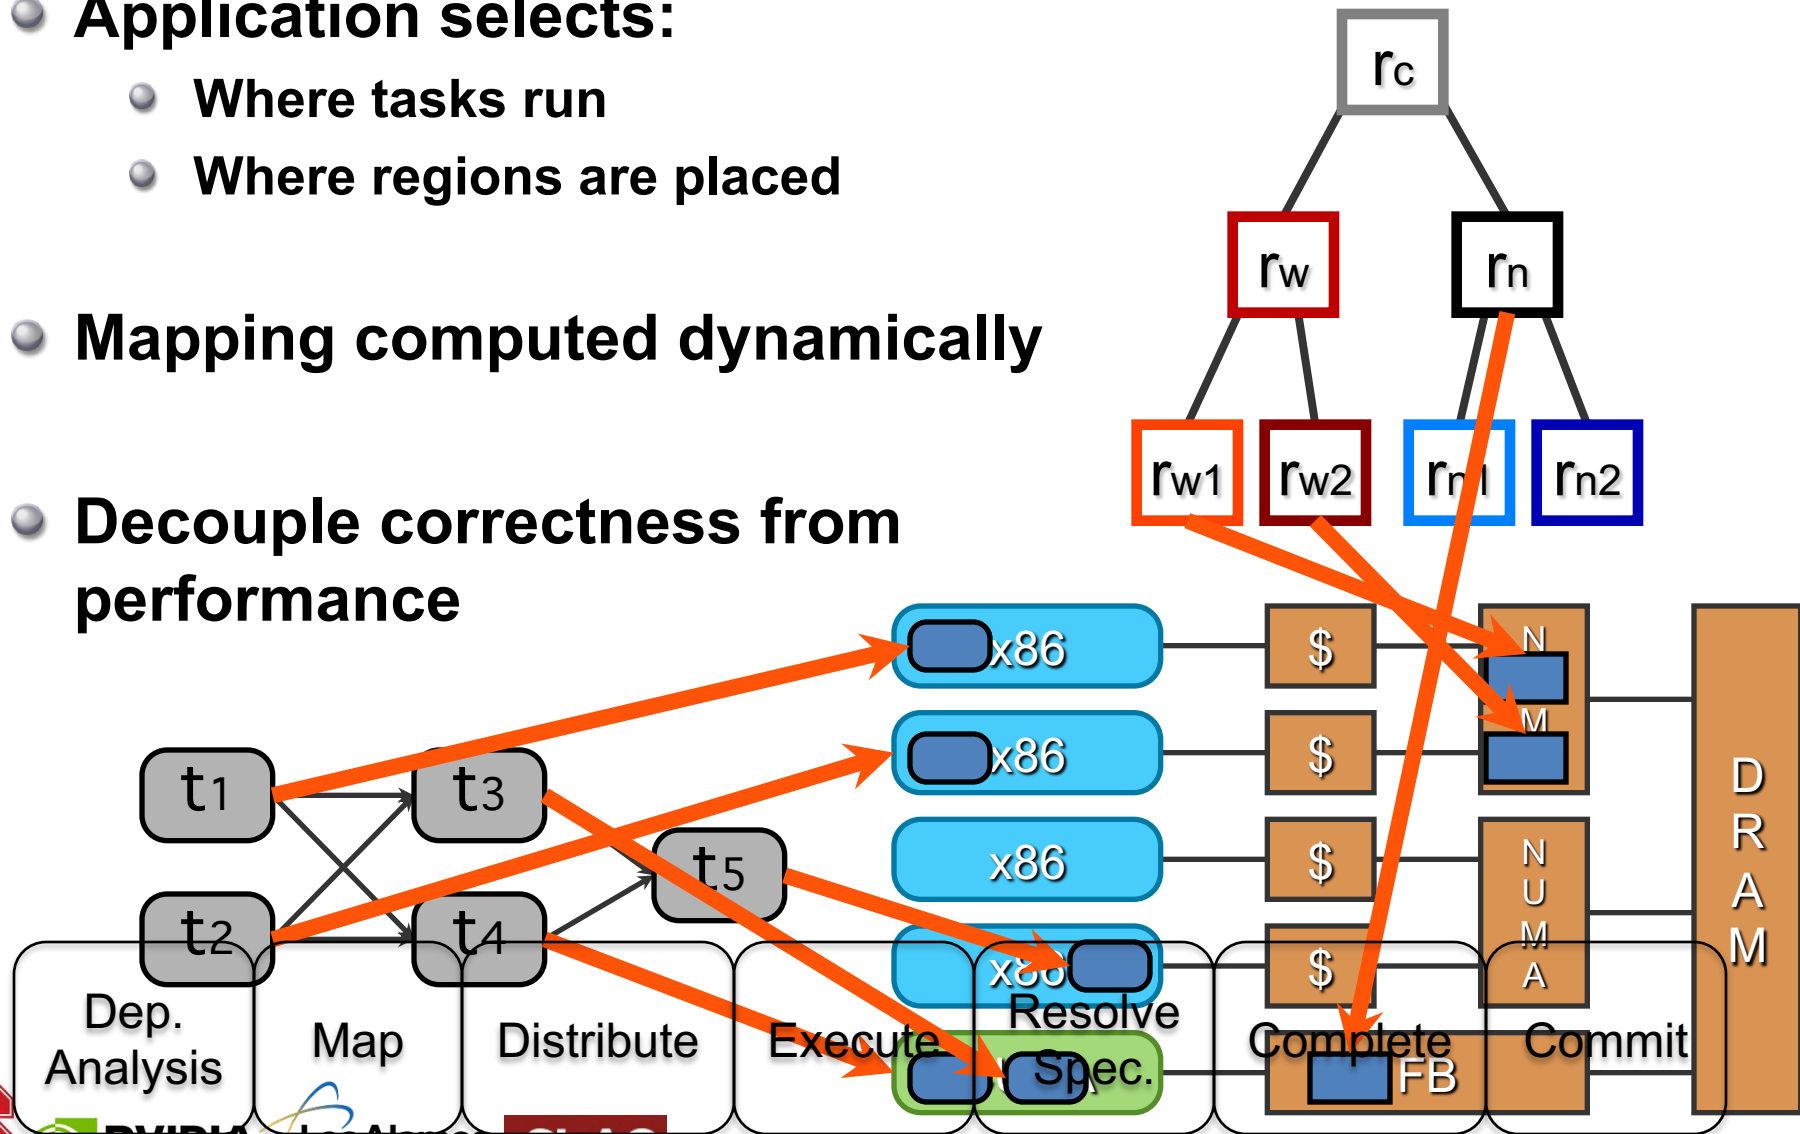 Application selects:
Where tasks run
Where regions are placed
Mapping computed dynamically
Decouple correctness from
performance
rc
rw
rn
rw1
rw2
rn1
rn2
x86
$
N
M
x86
$
x86
$
N
U
M
A
x86
$
D
R
A
M
FB
t1
t3
t5
t2
t4
Dep.
Analysis
Map
Distribute
Execute
Resolve
Spec.
Complete
Commit